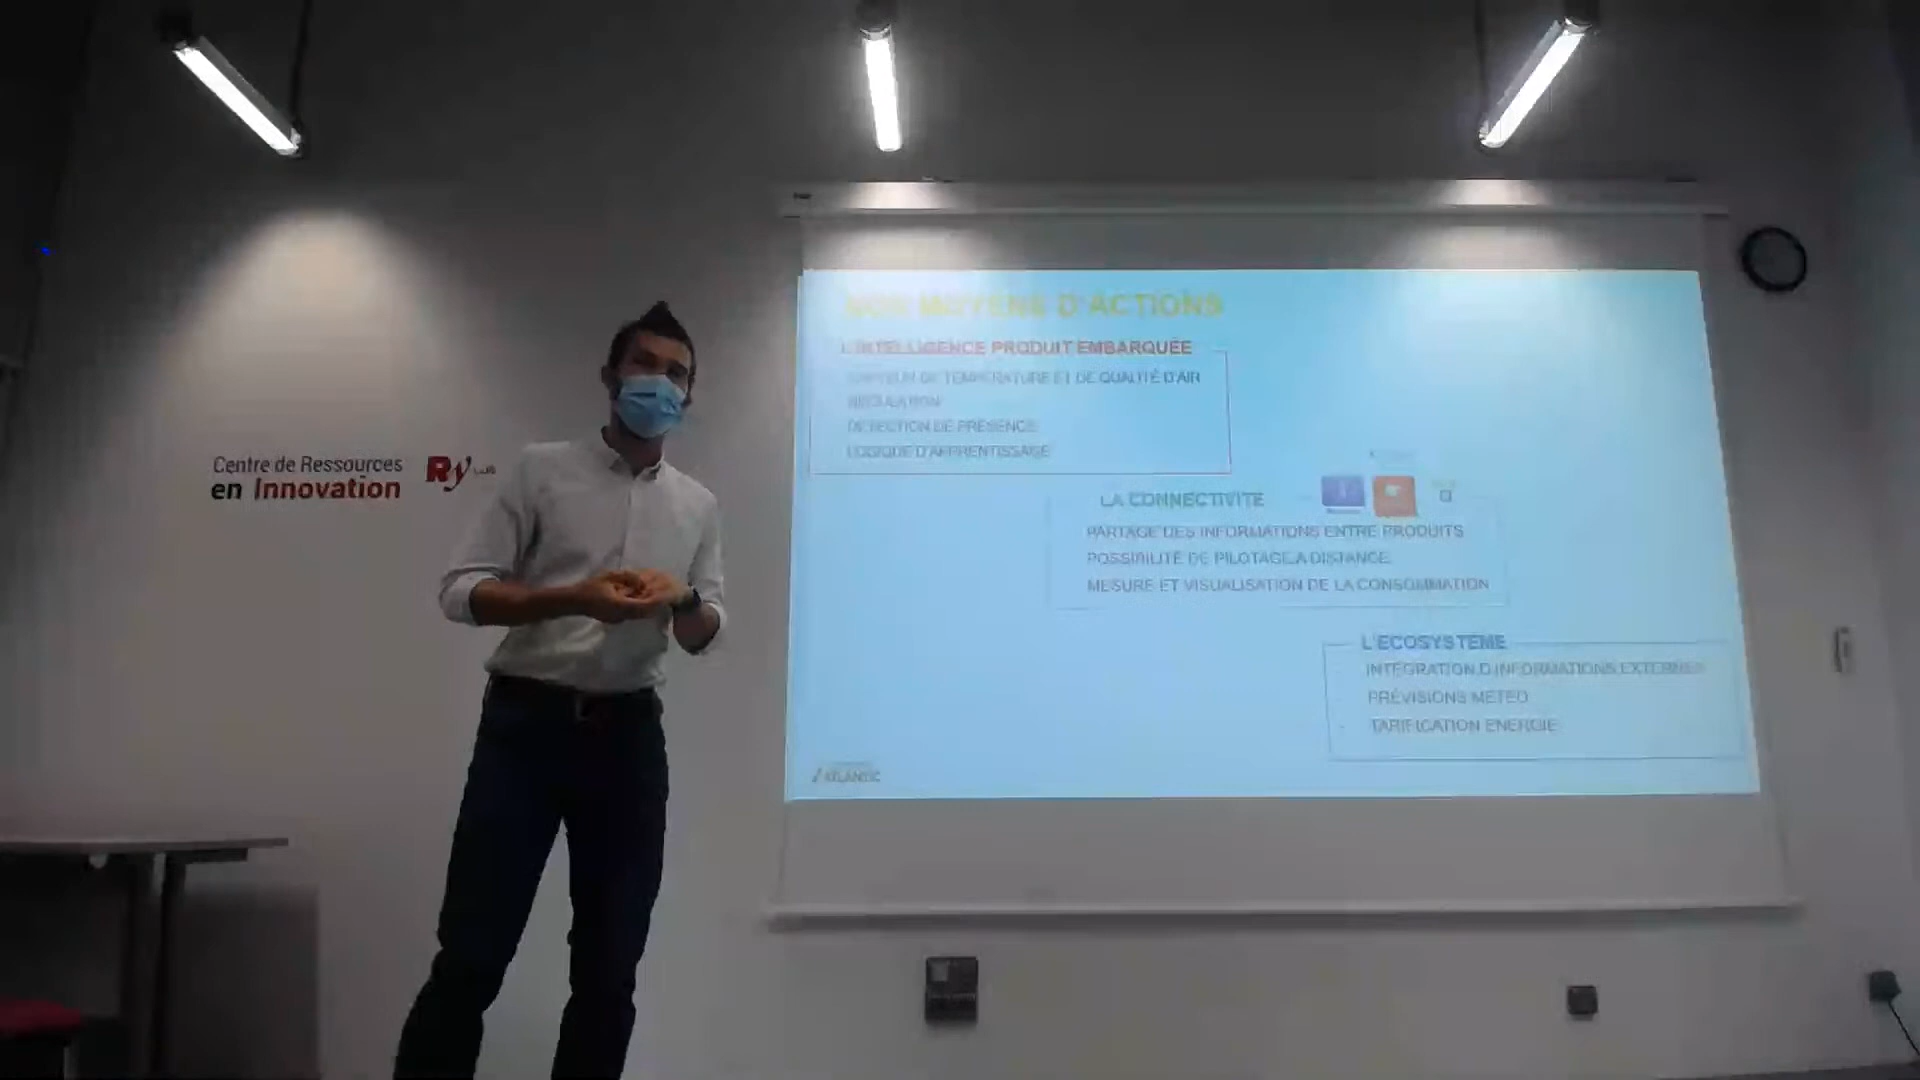 Centre de Ressources
en Innovation
Ry
NOS MOYENS D'ACTIONS
L'INTELLIGENCE PRODUIT EMBARQUÉE
CAPTEUR DE TEMPÉRATURE ET DE QUALITÉ D'AIR
RÉGULATION
DÉTECTION DE PRÉSENCE
LOGIQUE D'APPRENTISSAGE
LA CONNECTIVITÉ
PARTAGE DES INFORMATIONS ENTRE PRODUITS
POSSIBILITÉ DE PILOTAGE A DISTANCE
MESURE ET VISUALISATION DE LA CONSOMMATION
L'ECOSYSTÈME
INTÉGRATION D'INFORMATIONS EXTERNES
PRÉVISIONS MÉTÉO
TARIFICATION ENERGIE
ATLANTIC